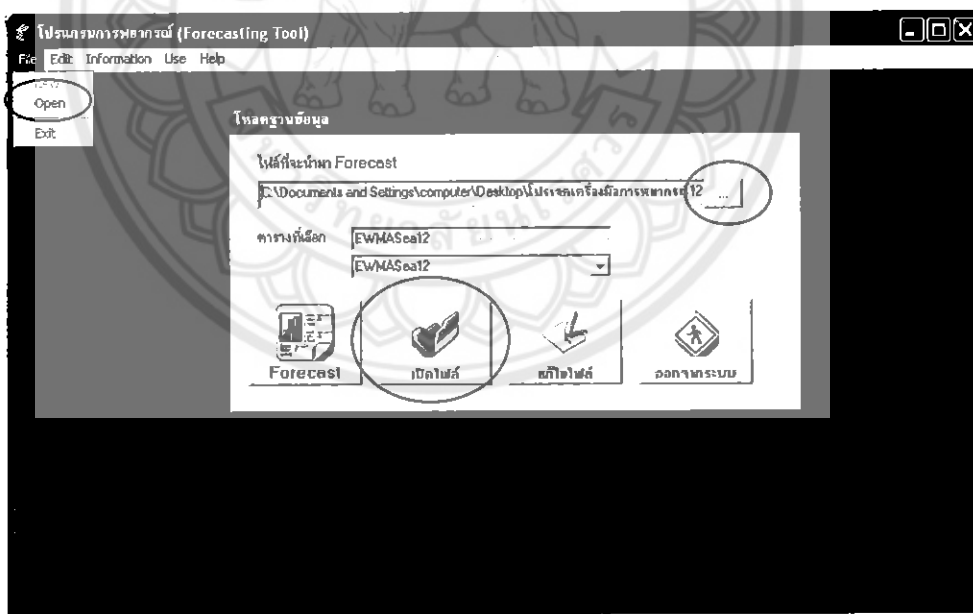 โปรแกรมการพยากรณ์ (Forecasting Tool)
File Edit Information Use Help
Open
Exit
โหลดฐานข้อมูล
ไฟล์ที่จะนำมา Forecast
C:\Documents and Settings\computer\Desktop\โปรเจคเครื่องมือการพยากรณ์12
...
ตารางที่เลือก EWMASea12
EWMASea12
Forecast เปิดไฟล์ แก้ไขไฟล์ ออกจากระบบ